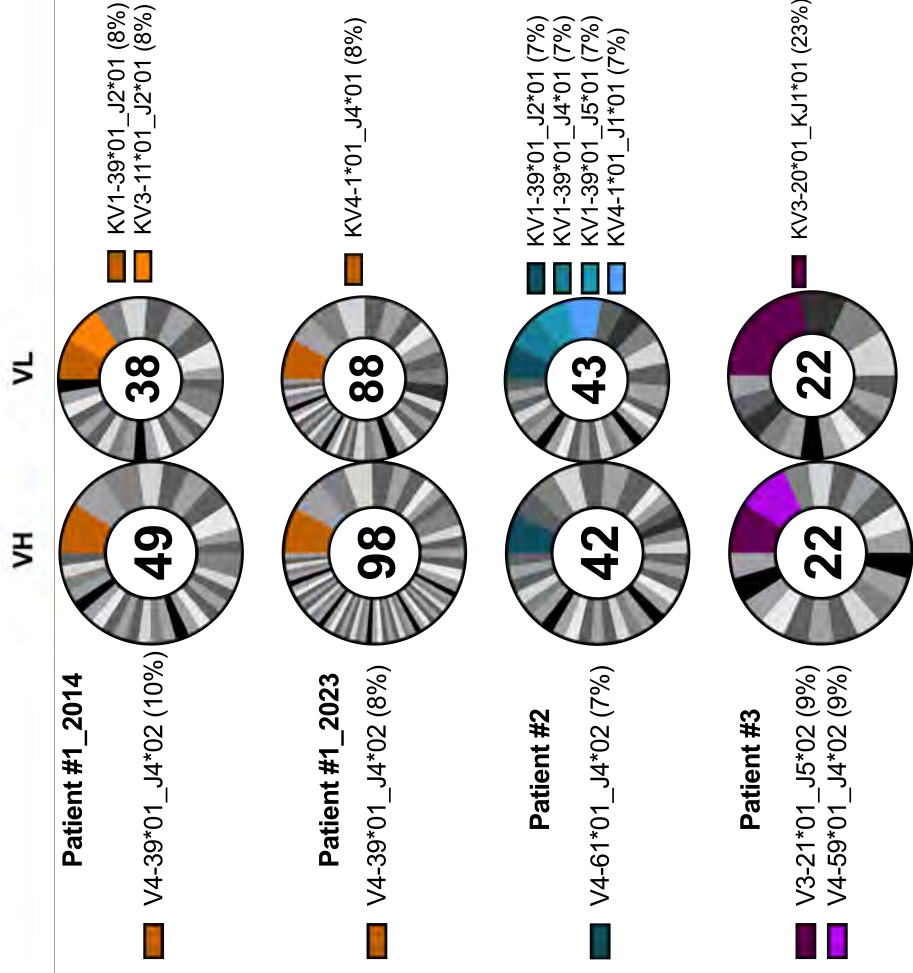 VH
VL
Patient #1_2014
V4-39*01_J4*02 (10%)
49
38
KV1-39*01_J2*01 (8%)
KV3-11*01_J2*01 (8%)
Patient #1_2023
V4-39*01_J4*02 (8%)
98
88
KV4-1*01_J4*01 (8%)
Patient #2
V4-61*01_J4*02 (7%)
42
43
KV1-39*01_J2*01 (7%)
KV1-39*01_J4*01 (7%)
KV1-39*01_J5*01 (7%)
KV4-1*01_J1*01 (7%)
Patient #3
V3-21*01_J5*02 (9%)
V4-59*01_J4*02 (9%)
22
22
KV3-20*01_KJ1*01 (23%)